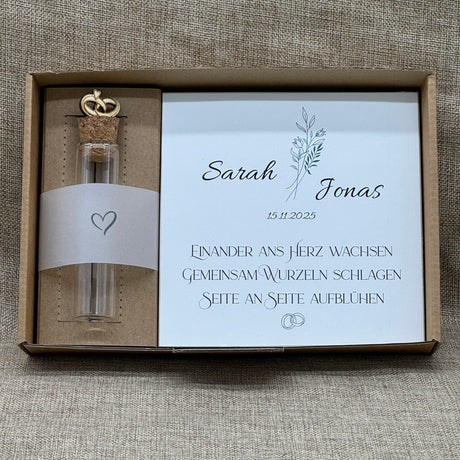 Sarah
Jonas
15.11.2025
Einander ans Herz wachsen
Gemeinsam Wurzeln schlagen
Seite an Seite aufblühen